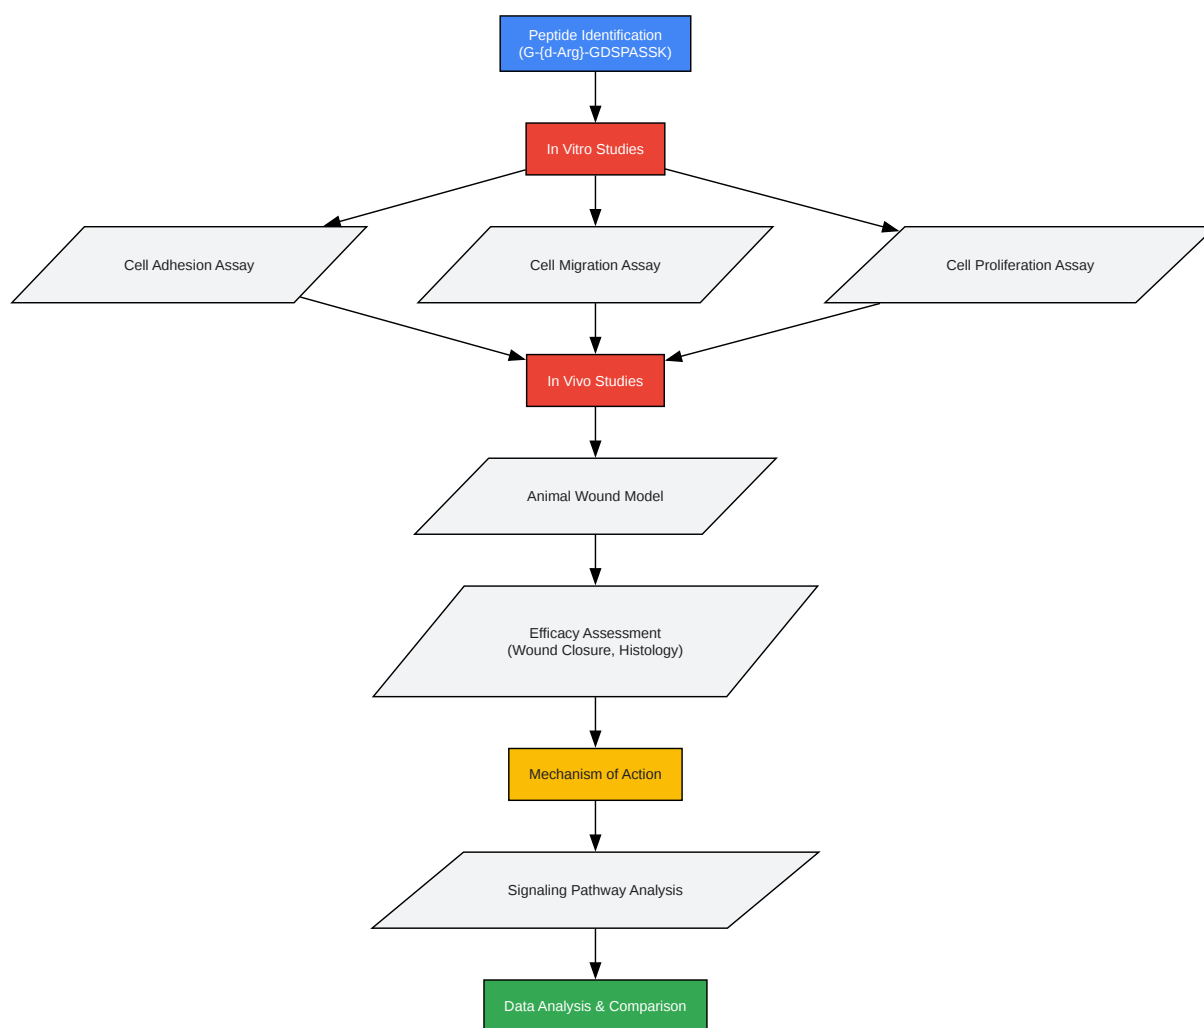 Peptide Identification
(G-{d-Arg}-GDSPASSK)
In Vitro Studies
Cell Adhesion Assay
Cell Migration Assay
Cell Proliferation Assay
In Vivo Studies
Animal Wound Model
Efficacy Assessment
(Wound Closure, Histology)
Mechanism of Action
Signaling Pathway Analysis
Data Analysis & Comparison